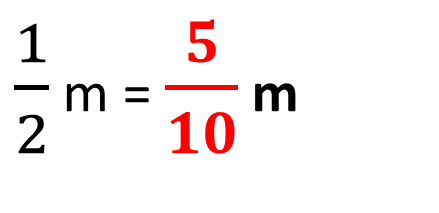 1/2 m = 5/10 m